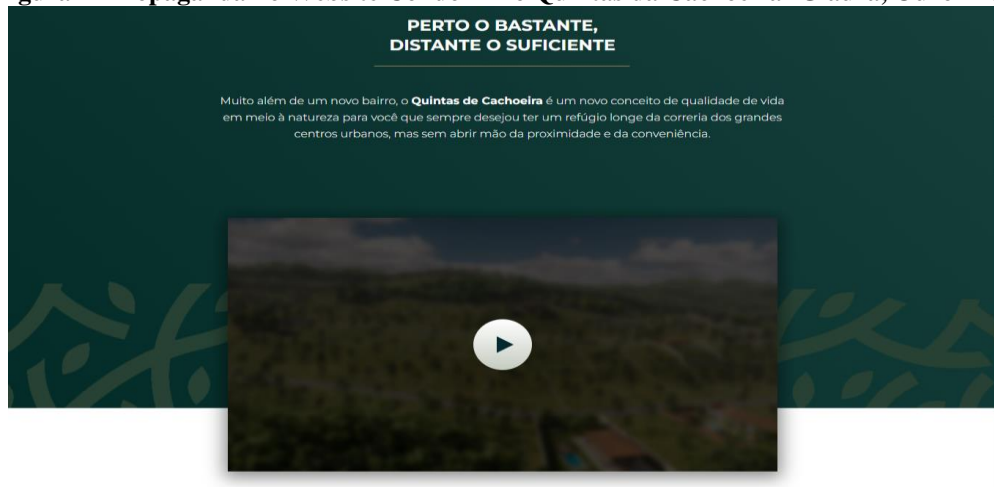 PERTO O BASTANTE,
DISTANTE O SUFICIENTE
Muito além de um novo bairro, o Quintas de Cachoeira é um novo conceito de qualidade de vida
em meio à natureza para você que sempre desejou ter um refúgio longe da correria dos grandes
centros urbanos, mas sem abrir mão da proximidade e da conveniência.